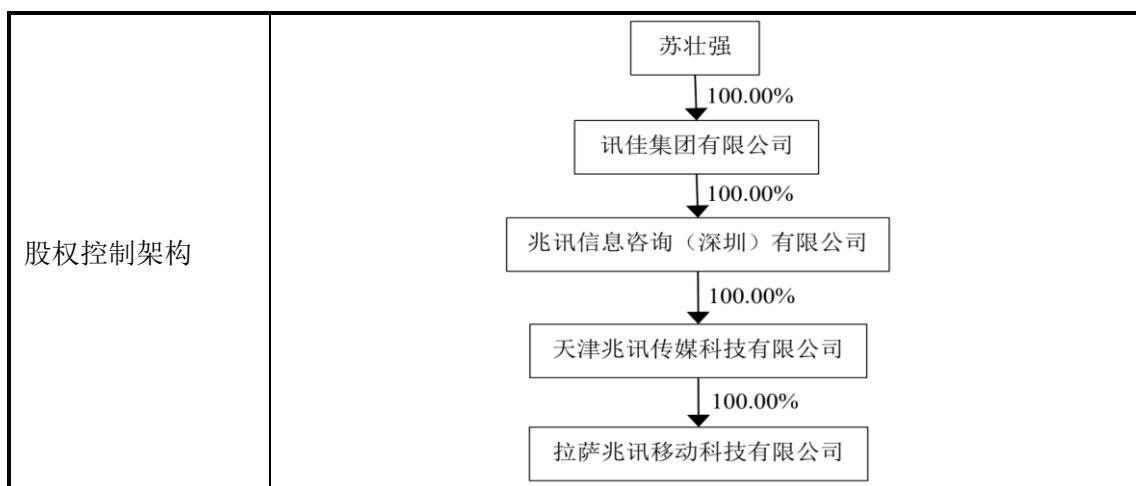 股权控制架构
苏壮强
100.00%
讯佳集团有限公司
100.00%
兆讯信息咨询（深圳）有限公司
100.00%
天津兆讯传媒科技有限公司
100.00%
拉萨兆讯移动科技有限公司